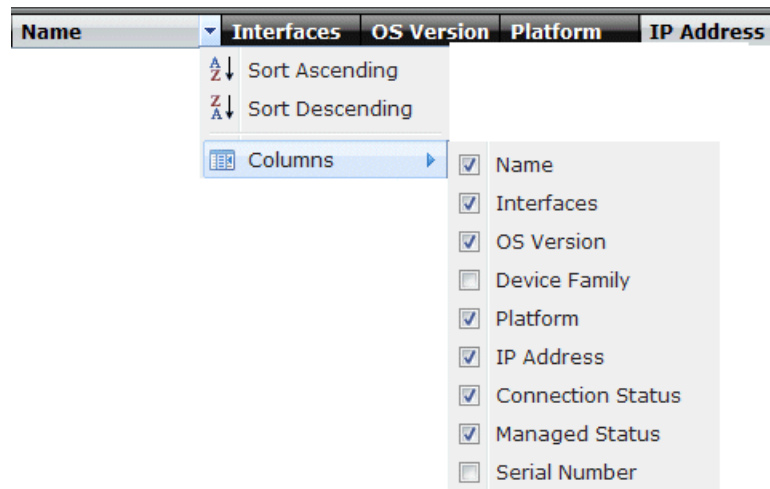 Name Interfaces OS Version Platform IP Address
Sort Ascending
Sort Descending
Columns
Name
Interfaces
OS Version
Device Family
Platform
IP Address
Connection Status
Managed Status
Serial Number